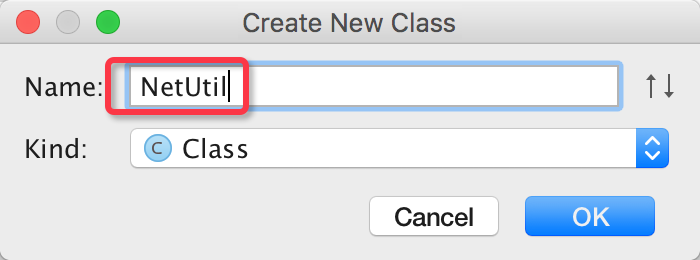 Create New Class
Name: NetUtil
Kind: C Class
Cancel OK